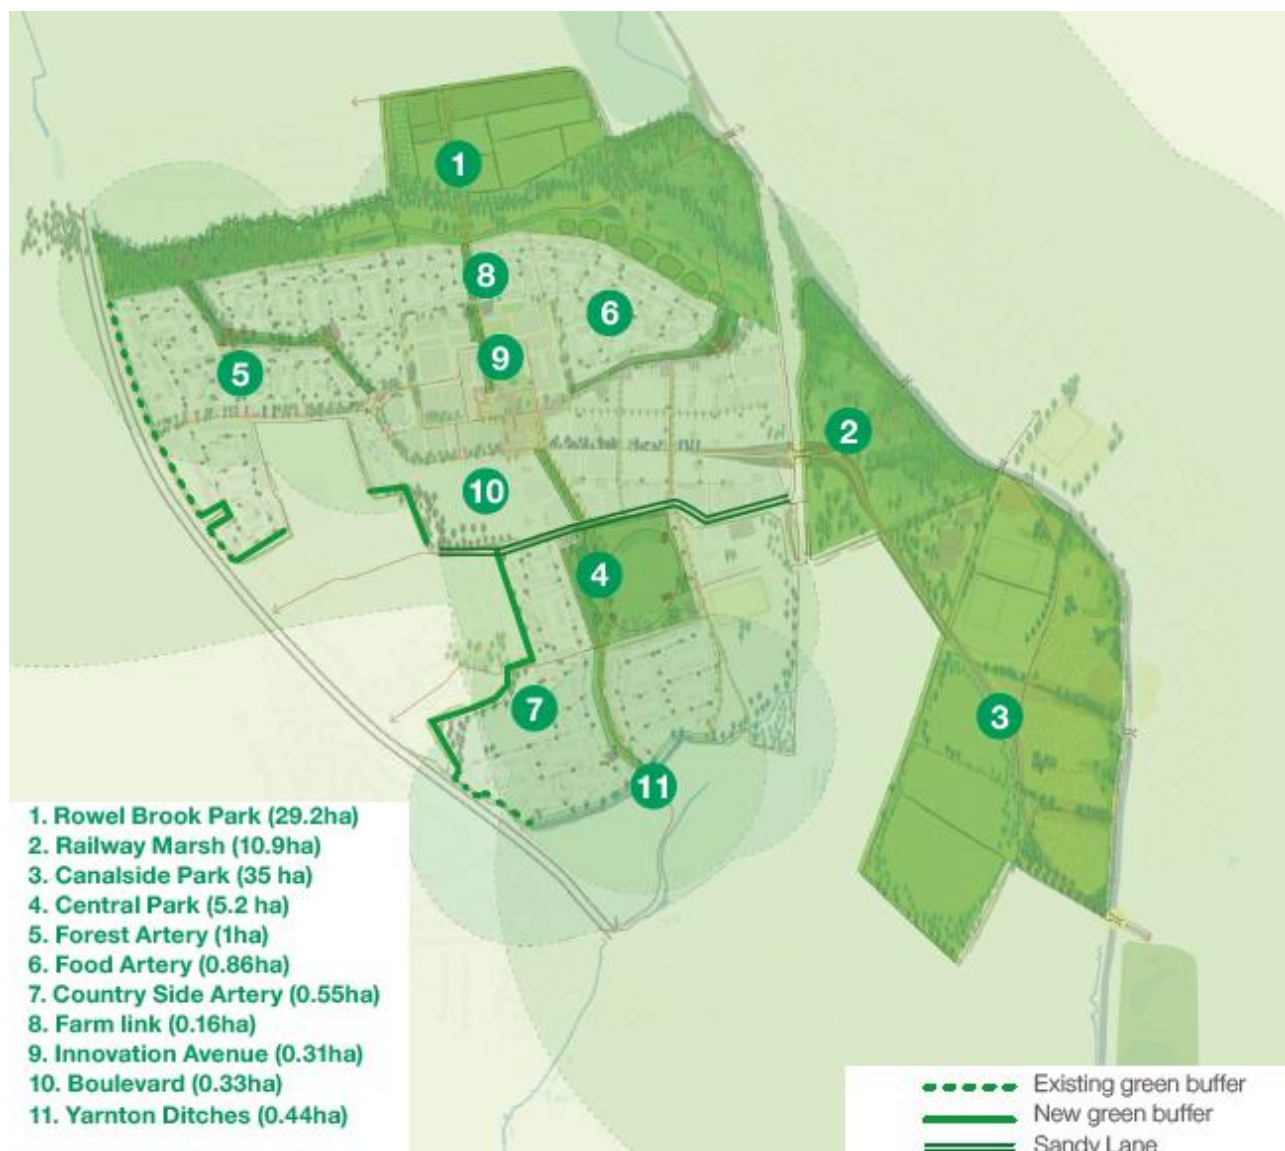 1
8
6
9
5
2
10
4
7
3
11
1. Rowel Brook Park (29.2ha)
2. Railway Marsh (10.9ha)
3. Canalside Park (35 ha)
4. Central Park (5.2 ha)
5. Forest Artery (1ha)
6. Food Artery (0.86ha)
7. Country Side Artery (0.55ha)
8. Farm link (0.16ha)
9. Innovation Avenue (0.31ha)
10. Boulevard (0.33ha)
11. Yarnton Ditches (0.44ha)
Existing green buffer
New green buffer
Sandy Lane